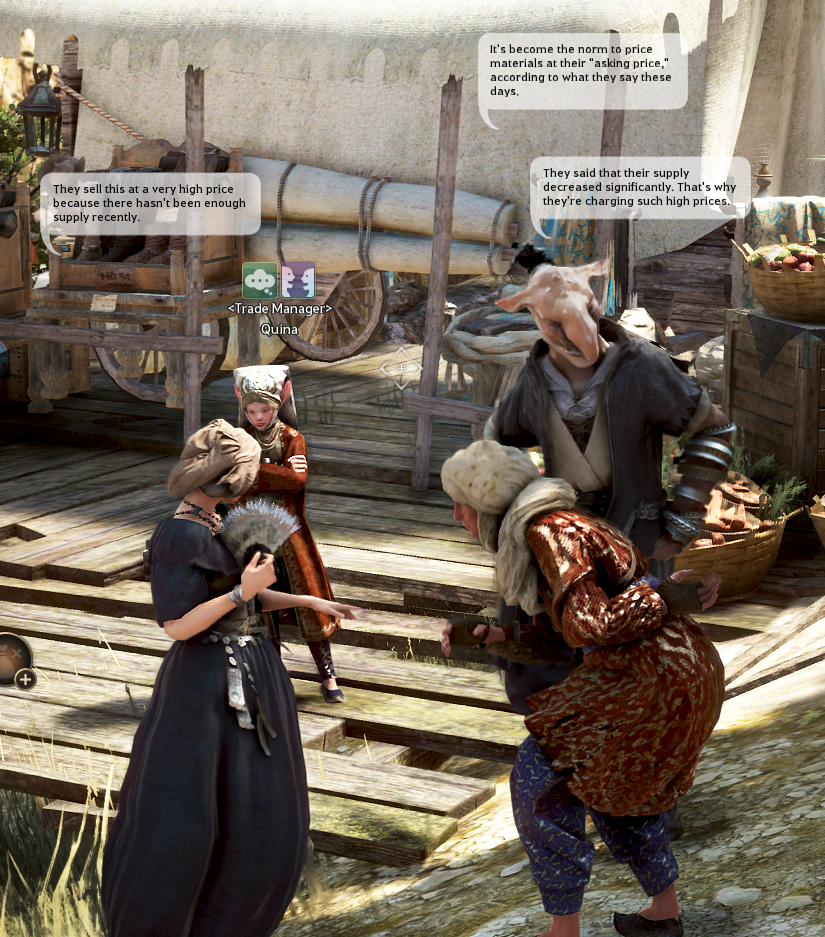 It's become the norm to price
materials at their "asking price,"
according to what they say these
days.
They said that their supply
decreased significantly. That's why
they're charging such high prices.
They sell this at a very high price
because there hasn't been enough
supply recently.
<Trade Manager>
Quina